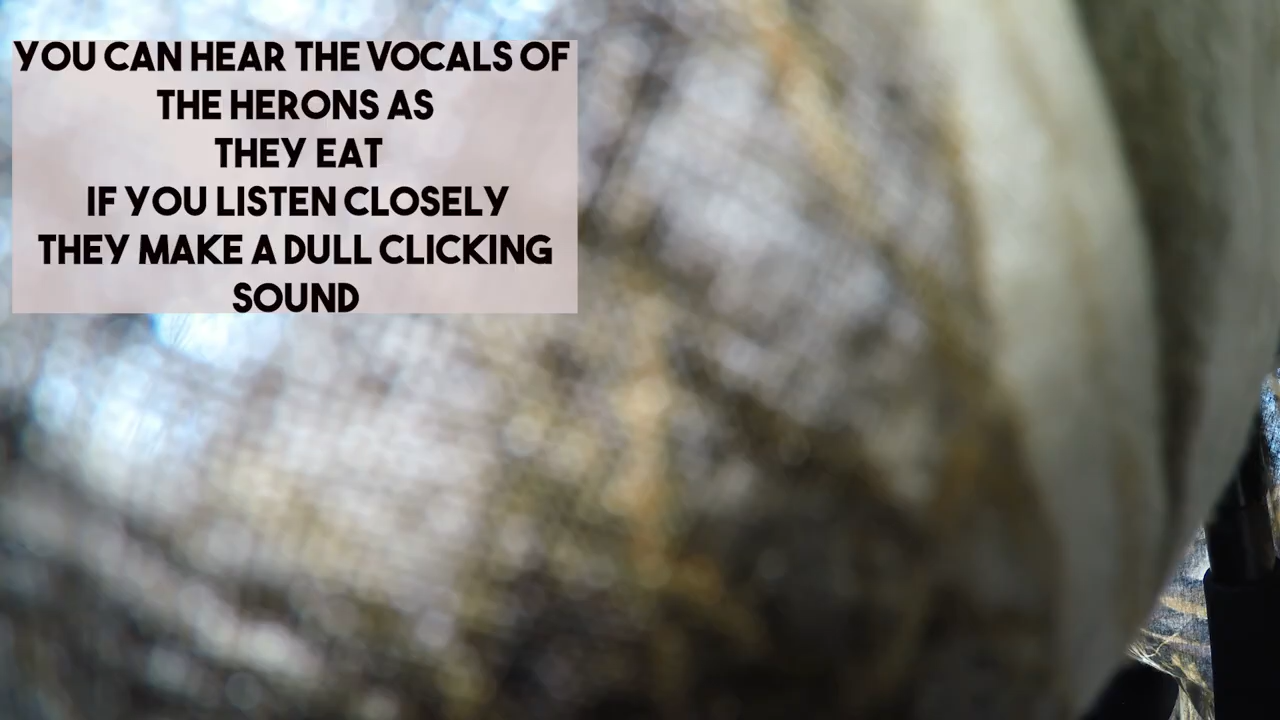 YOU CAN HEAR THE VOCALS OF
THE HERONS AS
THEY EAT
IF YOU LISTEN CLOSELY
THEY MAKE A DULL CLICKING
SOUND